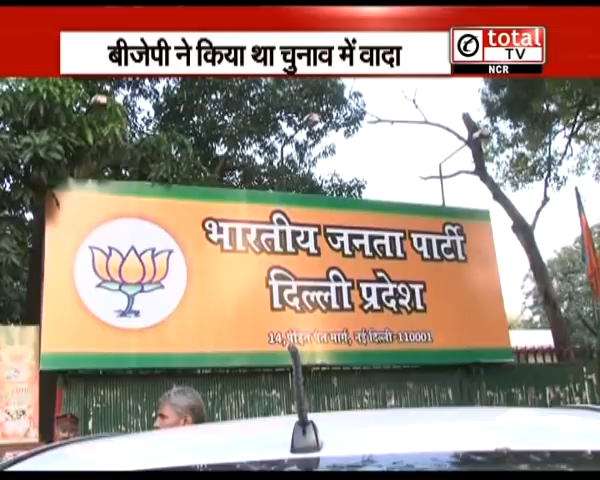 बीजेपी ने किया था चुनाव में वादा
total
TV
NCR
भारतीय जनता पार्टी
दिल्ली प्रदेश
14, पंडित पंत मार्ग, नई दिल्ली-110001